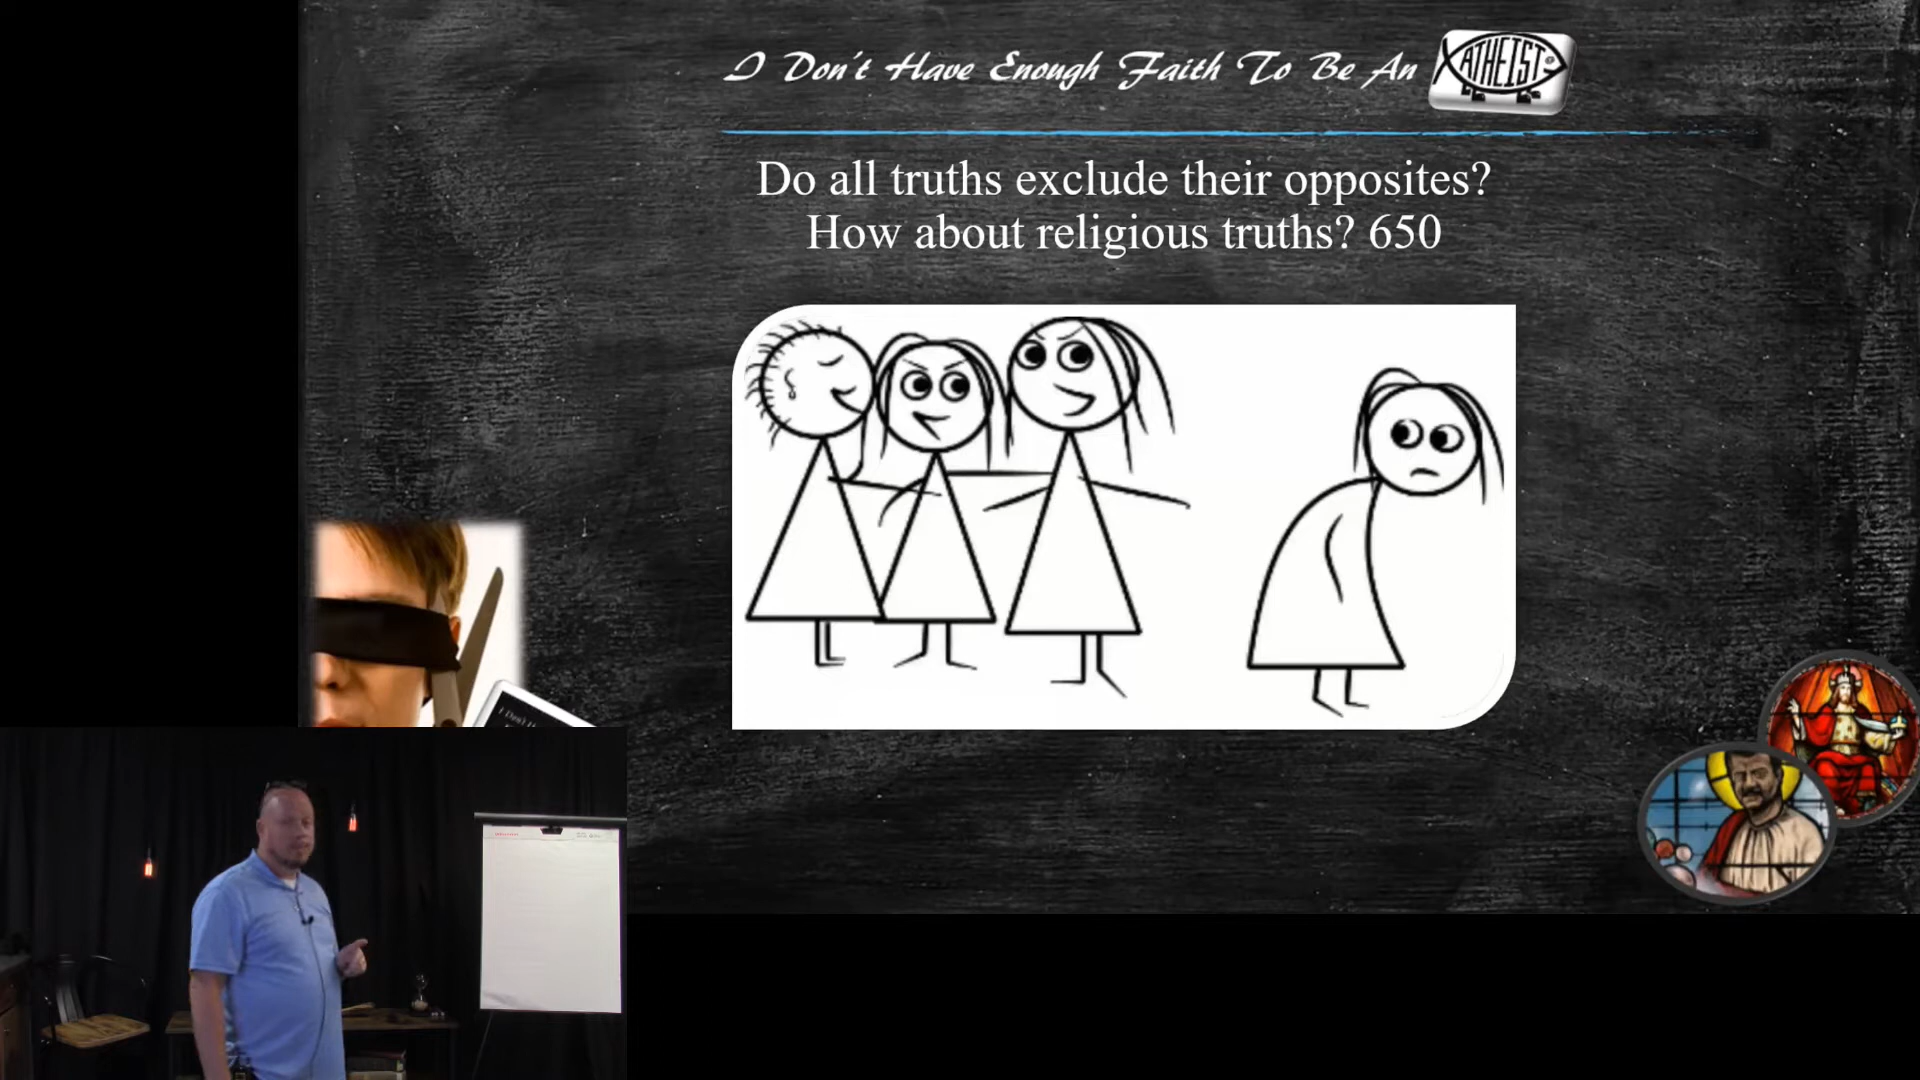 I Don't Have Enough Faith To Be An
ATHEIST
Do all truths exclude their opposites?
How about religious truths? 650